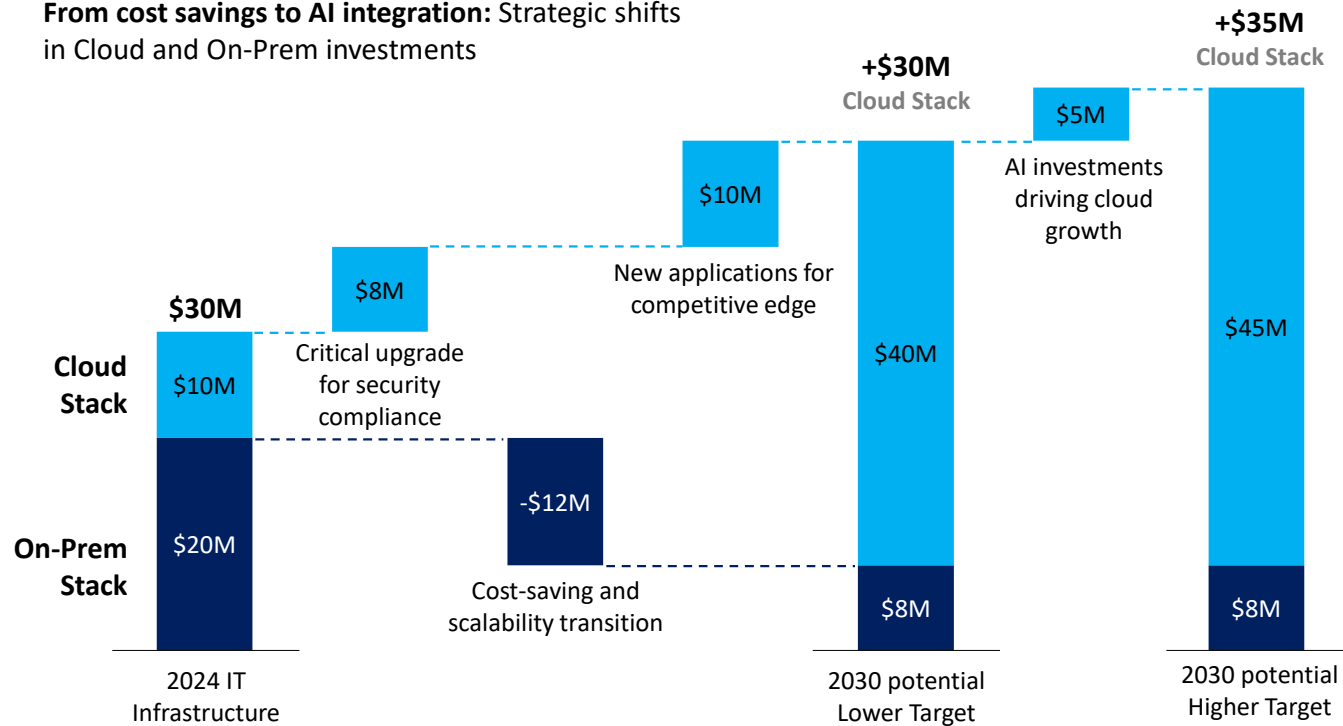 From cost savings to AI integration: Strategic shifts
in Cloud and On-Prem investments
+$35M
Cloud Stack
+$30M
Cloud Stack
$5M
AI investments
driving cloud
growth
$10M
New applications for
competitive edge
$8M
Critical upgrade
for security
compliance
$30M
Cloud
Stack
$10M
$40M
$45M
-$12M
Cost-saving and
scalability transition
On-Prem
Stack
$20M
$8M
$8M
2024 IT
Infrastructure
2030 potential
Lower Target
2030 potential
Higher Target